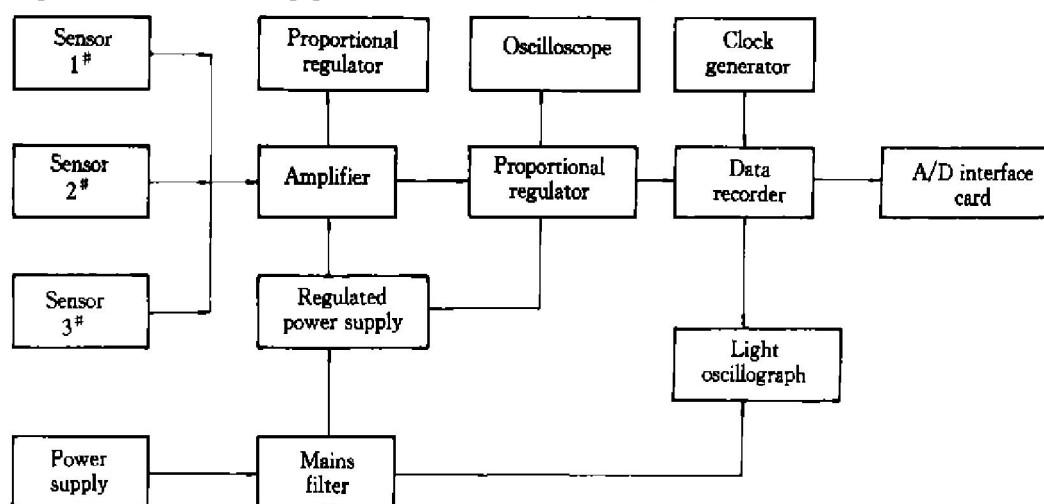 Sensor
1#
Proportional
regulator
Oscilloscope
Clock
generator
Sensor
2#
Amplifier
Proportional
regulator
Data
recorder
A/D interface
card
Sensor
3#
Regulated
power supply
Light
oscillograph
Power
supply
Mains
filter